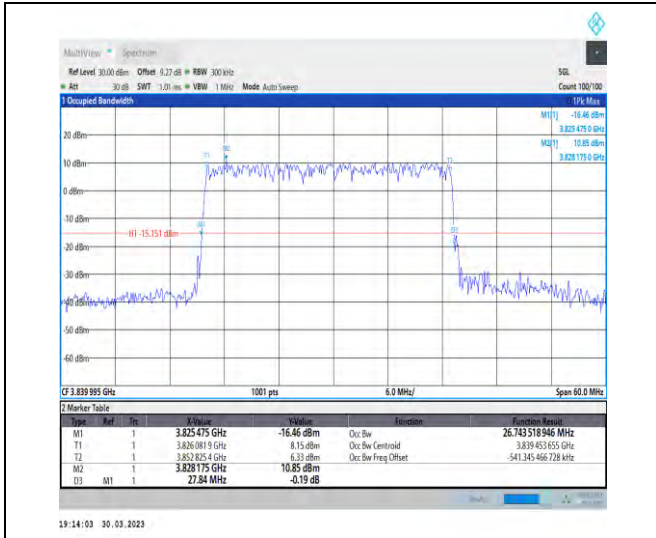 MultiView Spectrum
Ref Level 30.00 dBm Offset 9.27 dB RBW 300 kHz SGL
Att 30 dB SWT 1.01 ms VBW 1 MHz Mode Auto Sweep Count 100/100
1 Occupied Bandwidth 1Pk Max
M1[1] -16.46 dBm
3.825 475 0 GHz
M2[1] 10.85 dBm
3.828 175 0 GHz
20 dBm
10 dBm
0 dBm
-10 dBm
-20 dBm
-30 dBm
-40 dBm
-50 dBm
-60 dBm
T1
M2
T2
M1
D3
H1 -15.151 dBm
CF 3.839 995 GHz 1001 pts 6.0 MHz/ Span 60.0 MHz
2 Marker Table
Type Ref Trc X-Value Y-Value Function Function Result
M1 1 3.825 475 GHz -16.46 dBm Occ Bw 26.743 518 946 MHz
T1 1 3.826 081 9 GHz 8.15 dBm Occ Bw Centroid 3.839 453 655 GHz
T2 1 3.852 825 4 GHz 6.33 dBm Occ Bw Freq Offset -541.345 466 728 kHz
M2 1 3.828 175 GHz 10.85 dBm
D3 M1 1 27.84 MHz -0.19 dB
19:14:03 30.03.2023